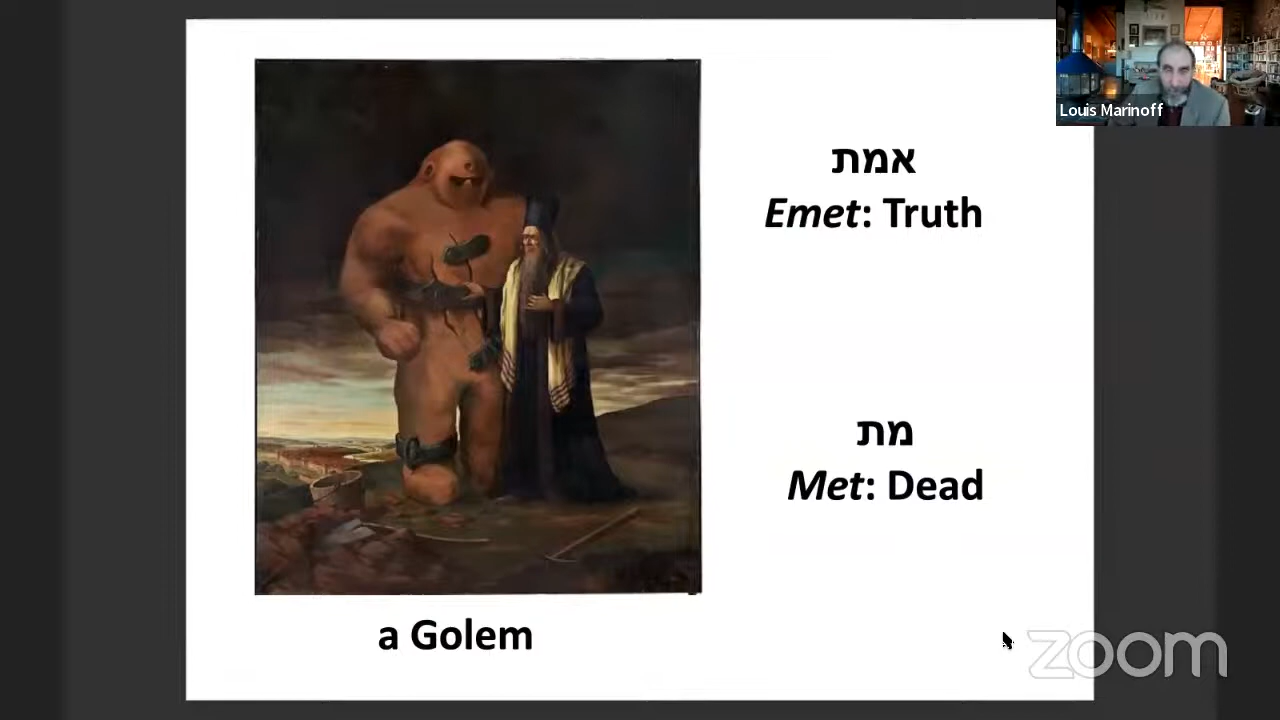 Louis Marinoff
אמת
Emet: Truth
מת
Met: Dead
a Golem
zoom